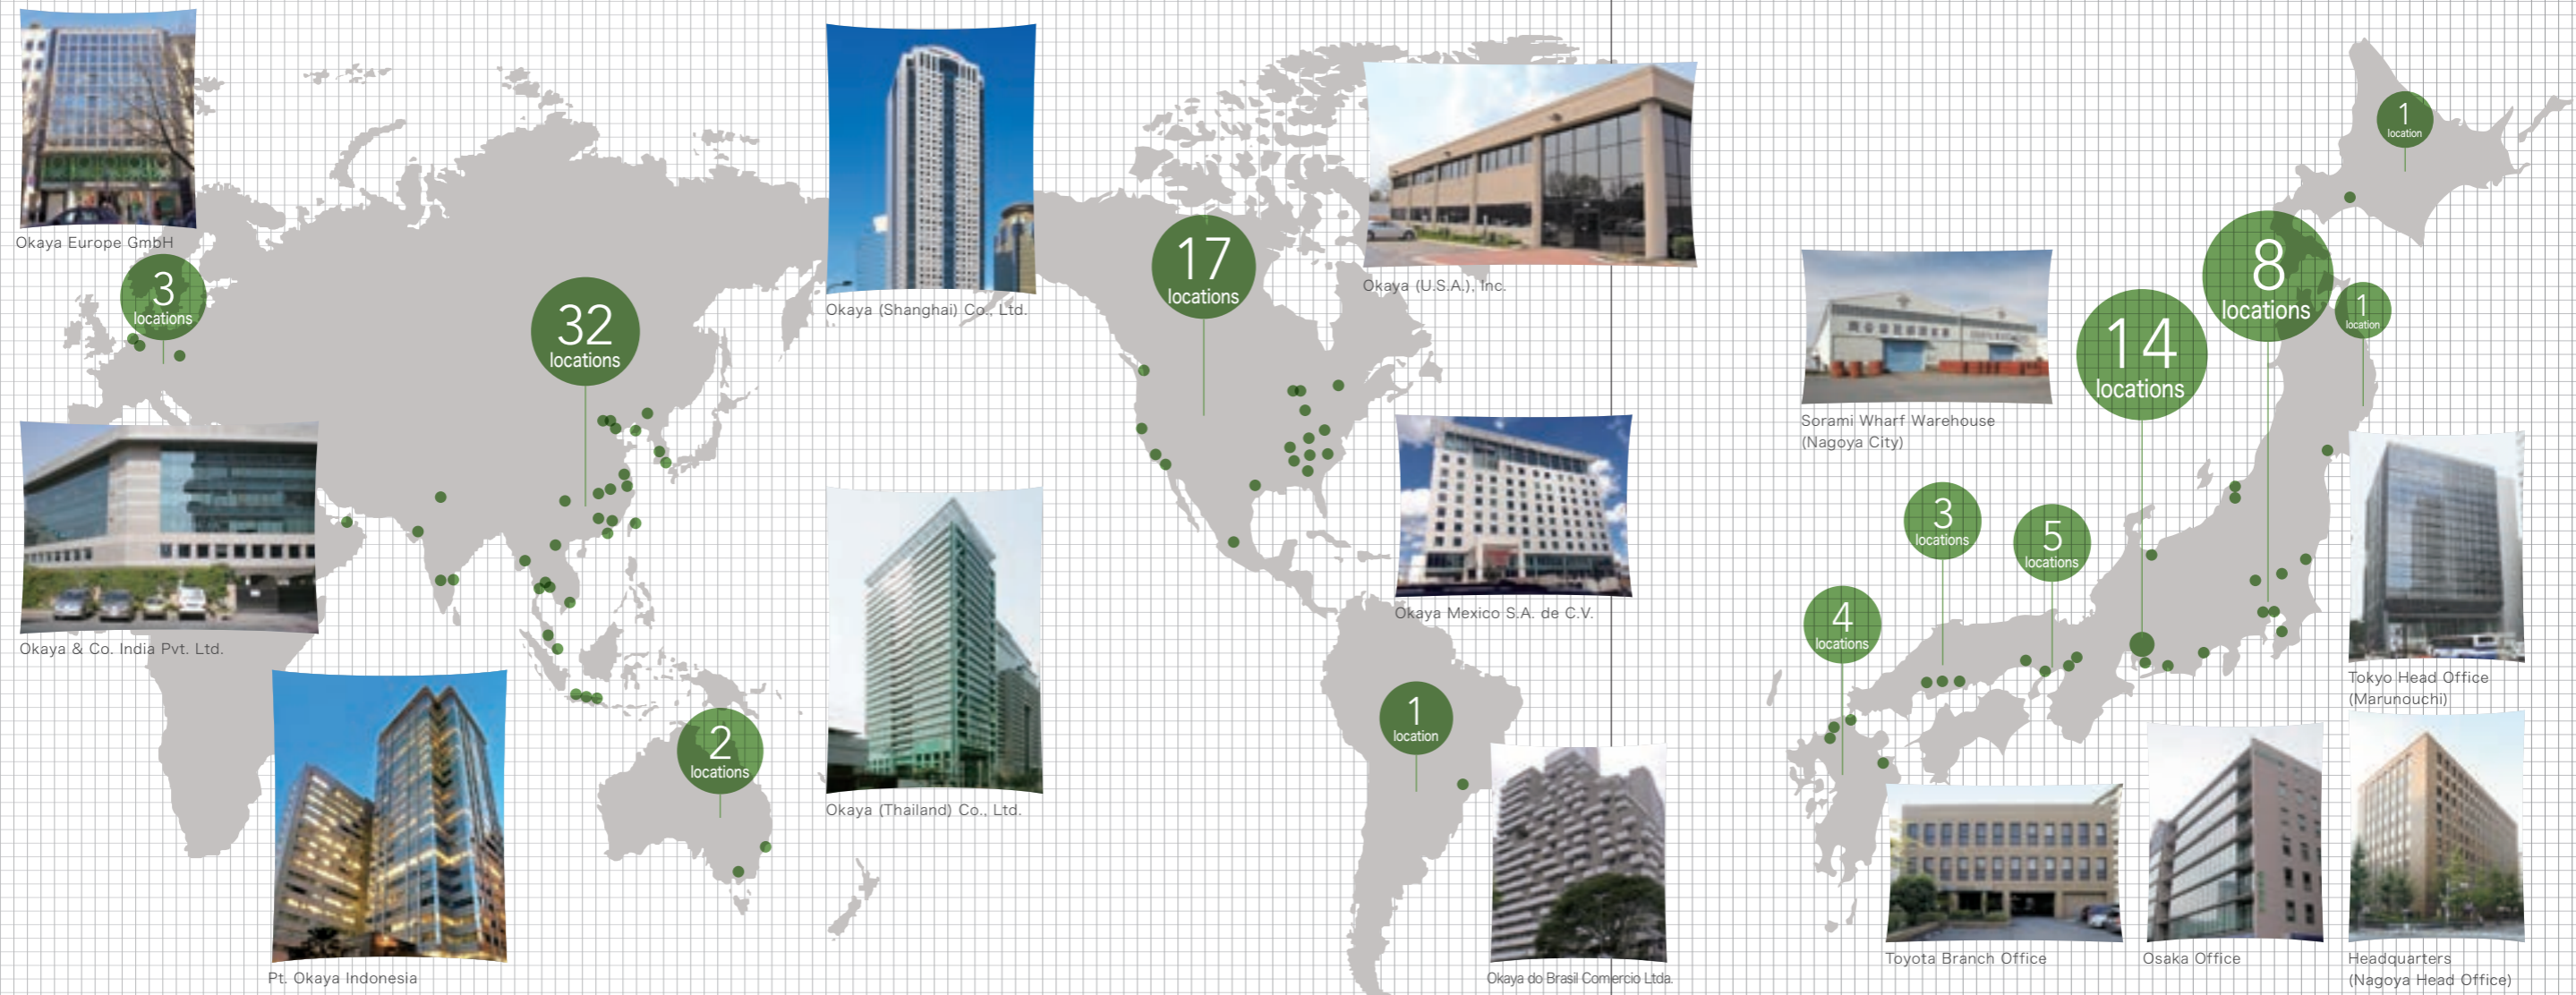 Okaya Europe GmbH
3
locations
32
locations
Okaya & Co. India Pvt. Ltd.
Pt. Okaya Indonesia
2
locations
Okaya (Shanghai) Co., Ltd.
Okaya (Thailand) Co., Ltd.
17
locations
Okaya (U.S.A.), Inc.
Okaya Mexico S.A. de C.V.
1
location
Okaya do Brasil Comercio Ltda.
Sorami Wharf Warehouse
(Nagoya City)
4
locations
3
locations
5
locations
14
locations
8
locations
1
location
1
location
Tokyo Head Office
(Marunouchi)
Toyota Branch Office
Osaka Office
Headquarters
(Nagoya Head Office)